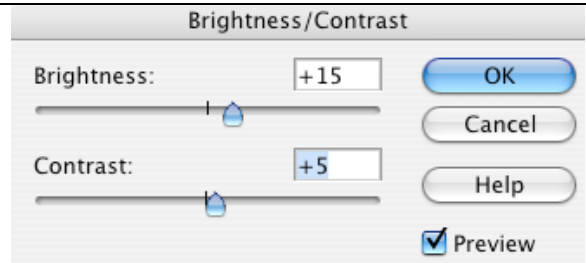 Brightness/Contrast
Brightness: +15
OK
Cancel
Contrast: +5
Help
Preview